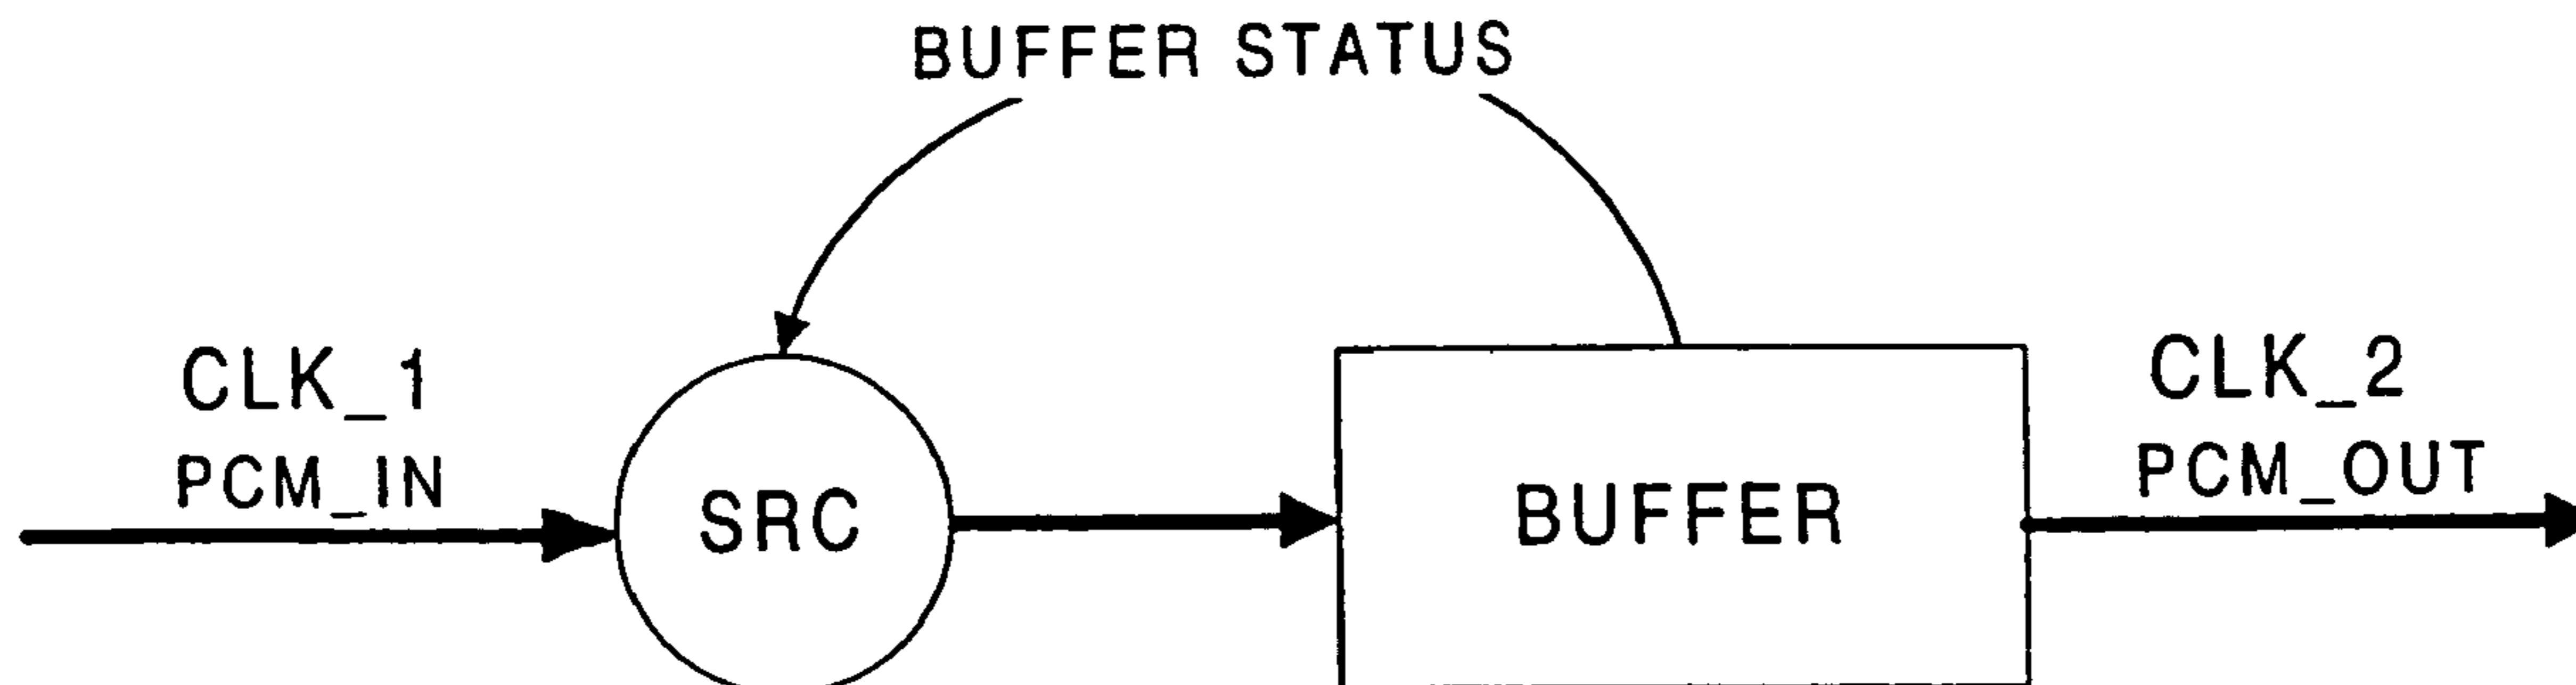 BUFFER STATUS
CLK_1
PCM_IN
SRC
BUFFER
CLK_2
PCM_OUT